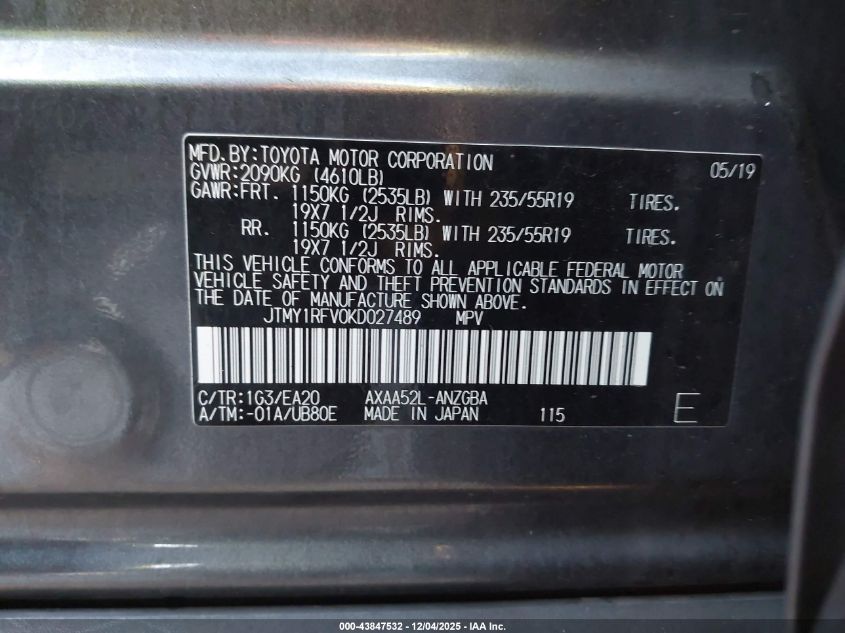 MFD.BY:TOYOTA MOTOR CORPORATION 05/19
GVWR:2090KG (4610LB)
GAWR:FRT. 1150KG (2535LB) WITH 235/55R19 TIRES.
19X7 1/2J RIMS.
RR. 1150KG (2535LB) WITH 235/55R19 TIRES.
19X7 1/2J RIMS.
THIS VEHICLE CONFORMS TO ALL APPLICABLE FEDERAL MOTOR
VEHICLE SAFETY AND THEFT PREVENTION STANDARDS IN EFFECT ON
THE DATE OF MANUFACTURE SHOWN ABOVE.
JTMY1RFV0KD027489 MPV
C/TR:1G3/EA20 AXAA52L-ANZGBA
A/TM:-01A/UB80E MADE IN JAPAN 115 E
000-43847532 - 12/04/2025 - IAA Inc.